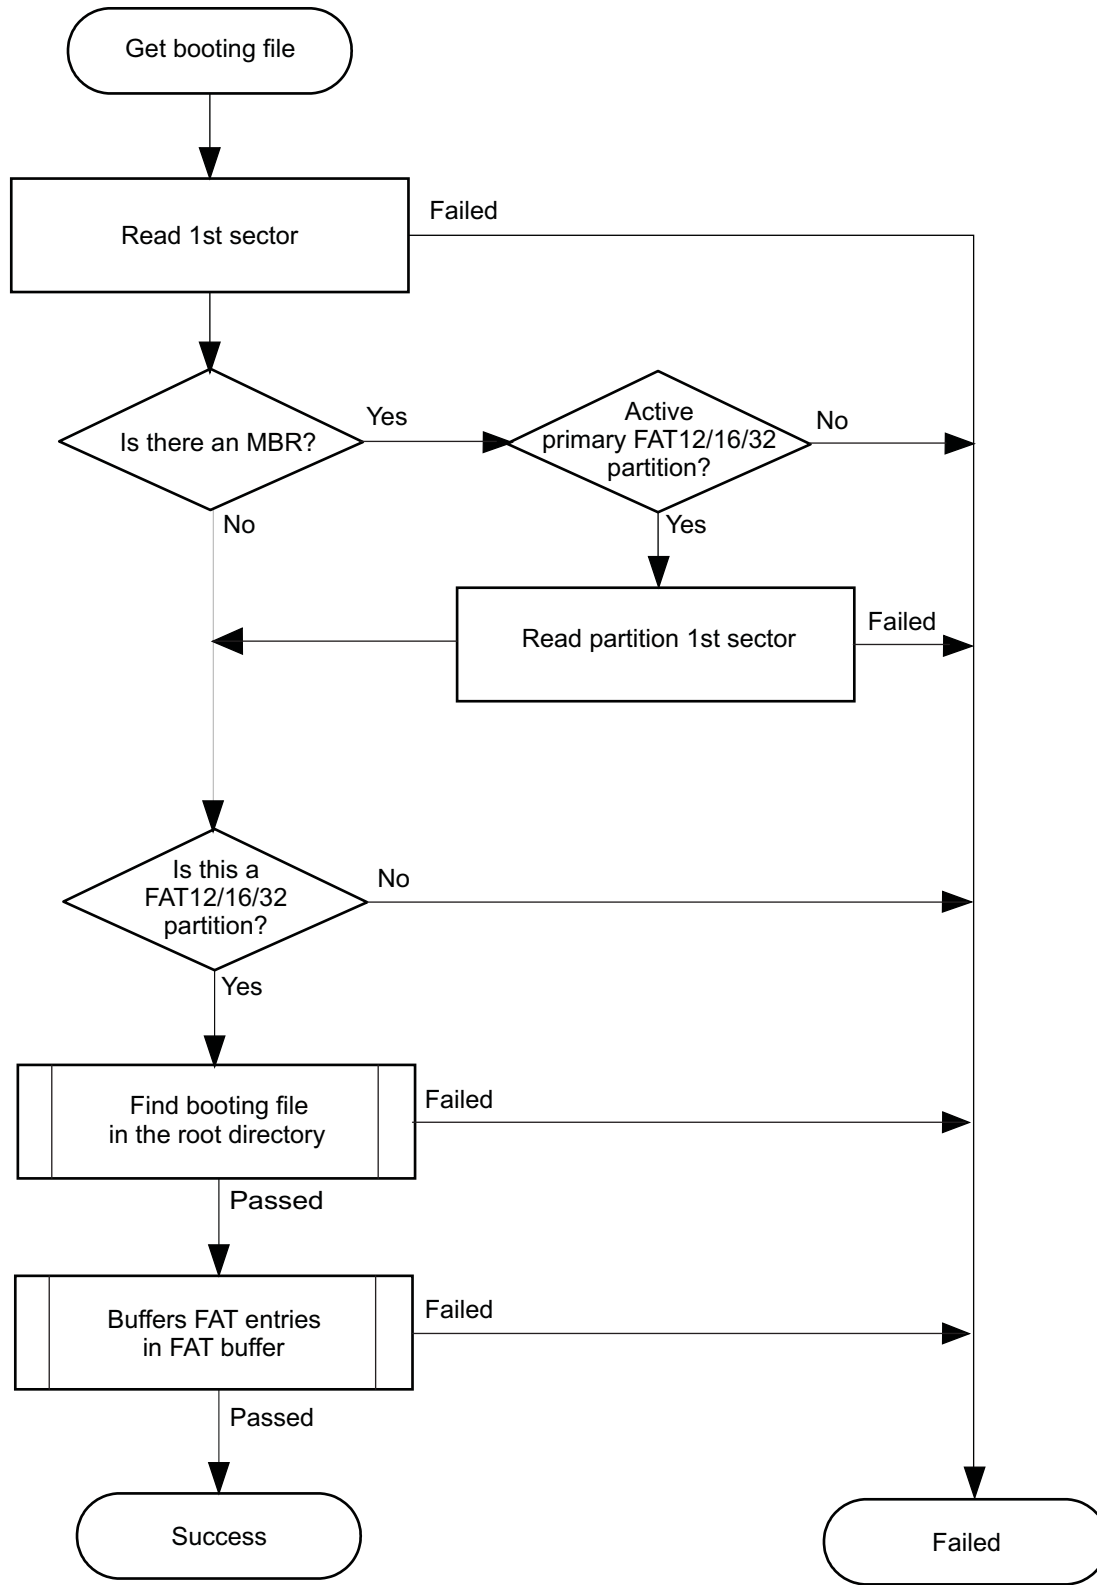 Get booting file
Read 1st sector
Failed
Is there an MBR?
Yes
Active
primary FAT12/16/32
partition?
No
No
Yes
Read partition 1st sector
Failed
Is this a
FAT12/16/32
partition?
No
Yes
Find booting file
in the root directory
Failed
Passed
Buffers FAT entries
in FAT buffer
Failed
Passed
Success
Failed